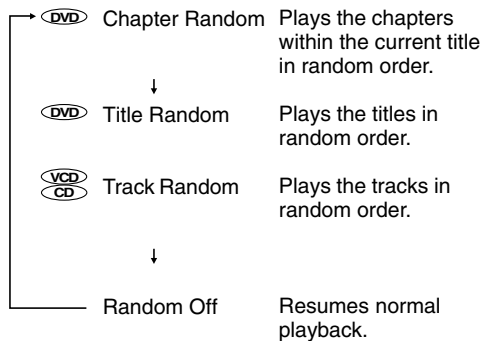 DVD Chapter Random Plays the chapters
within the current title
in random order.
DVD Title Random Plays the titles in
random order.
VCD
CD Track Random Plays the tracks in
random order.
Random Off Resumes normal
playback.